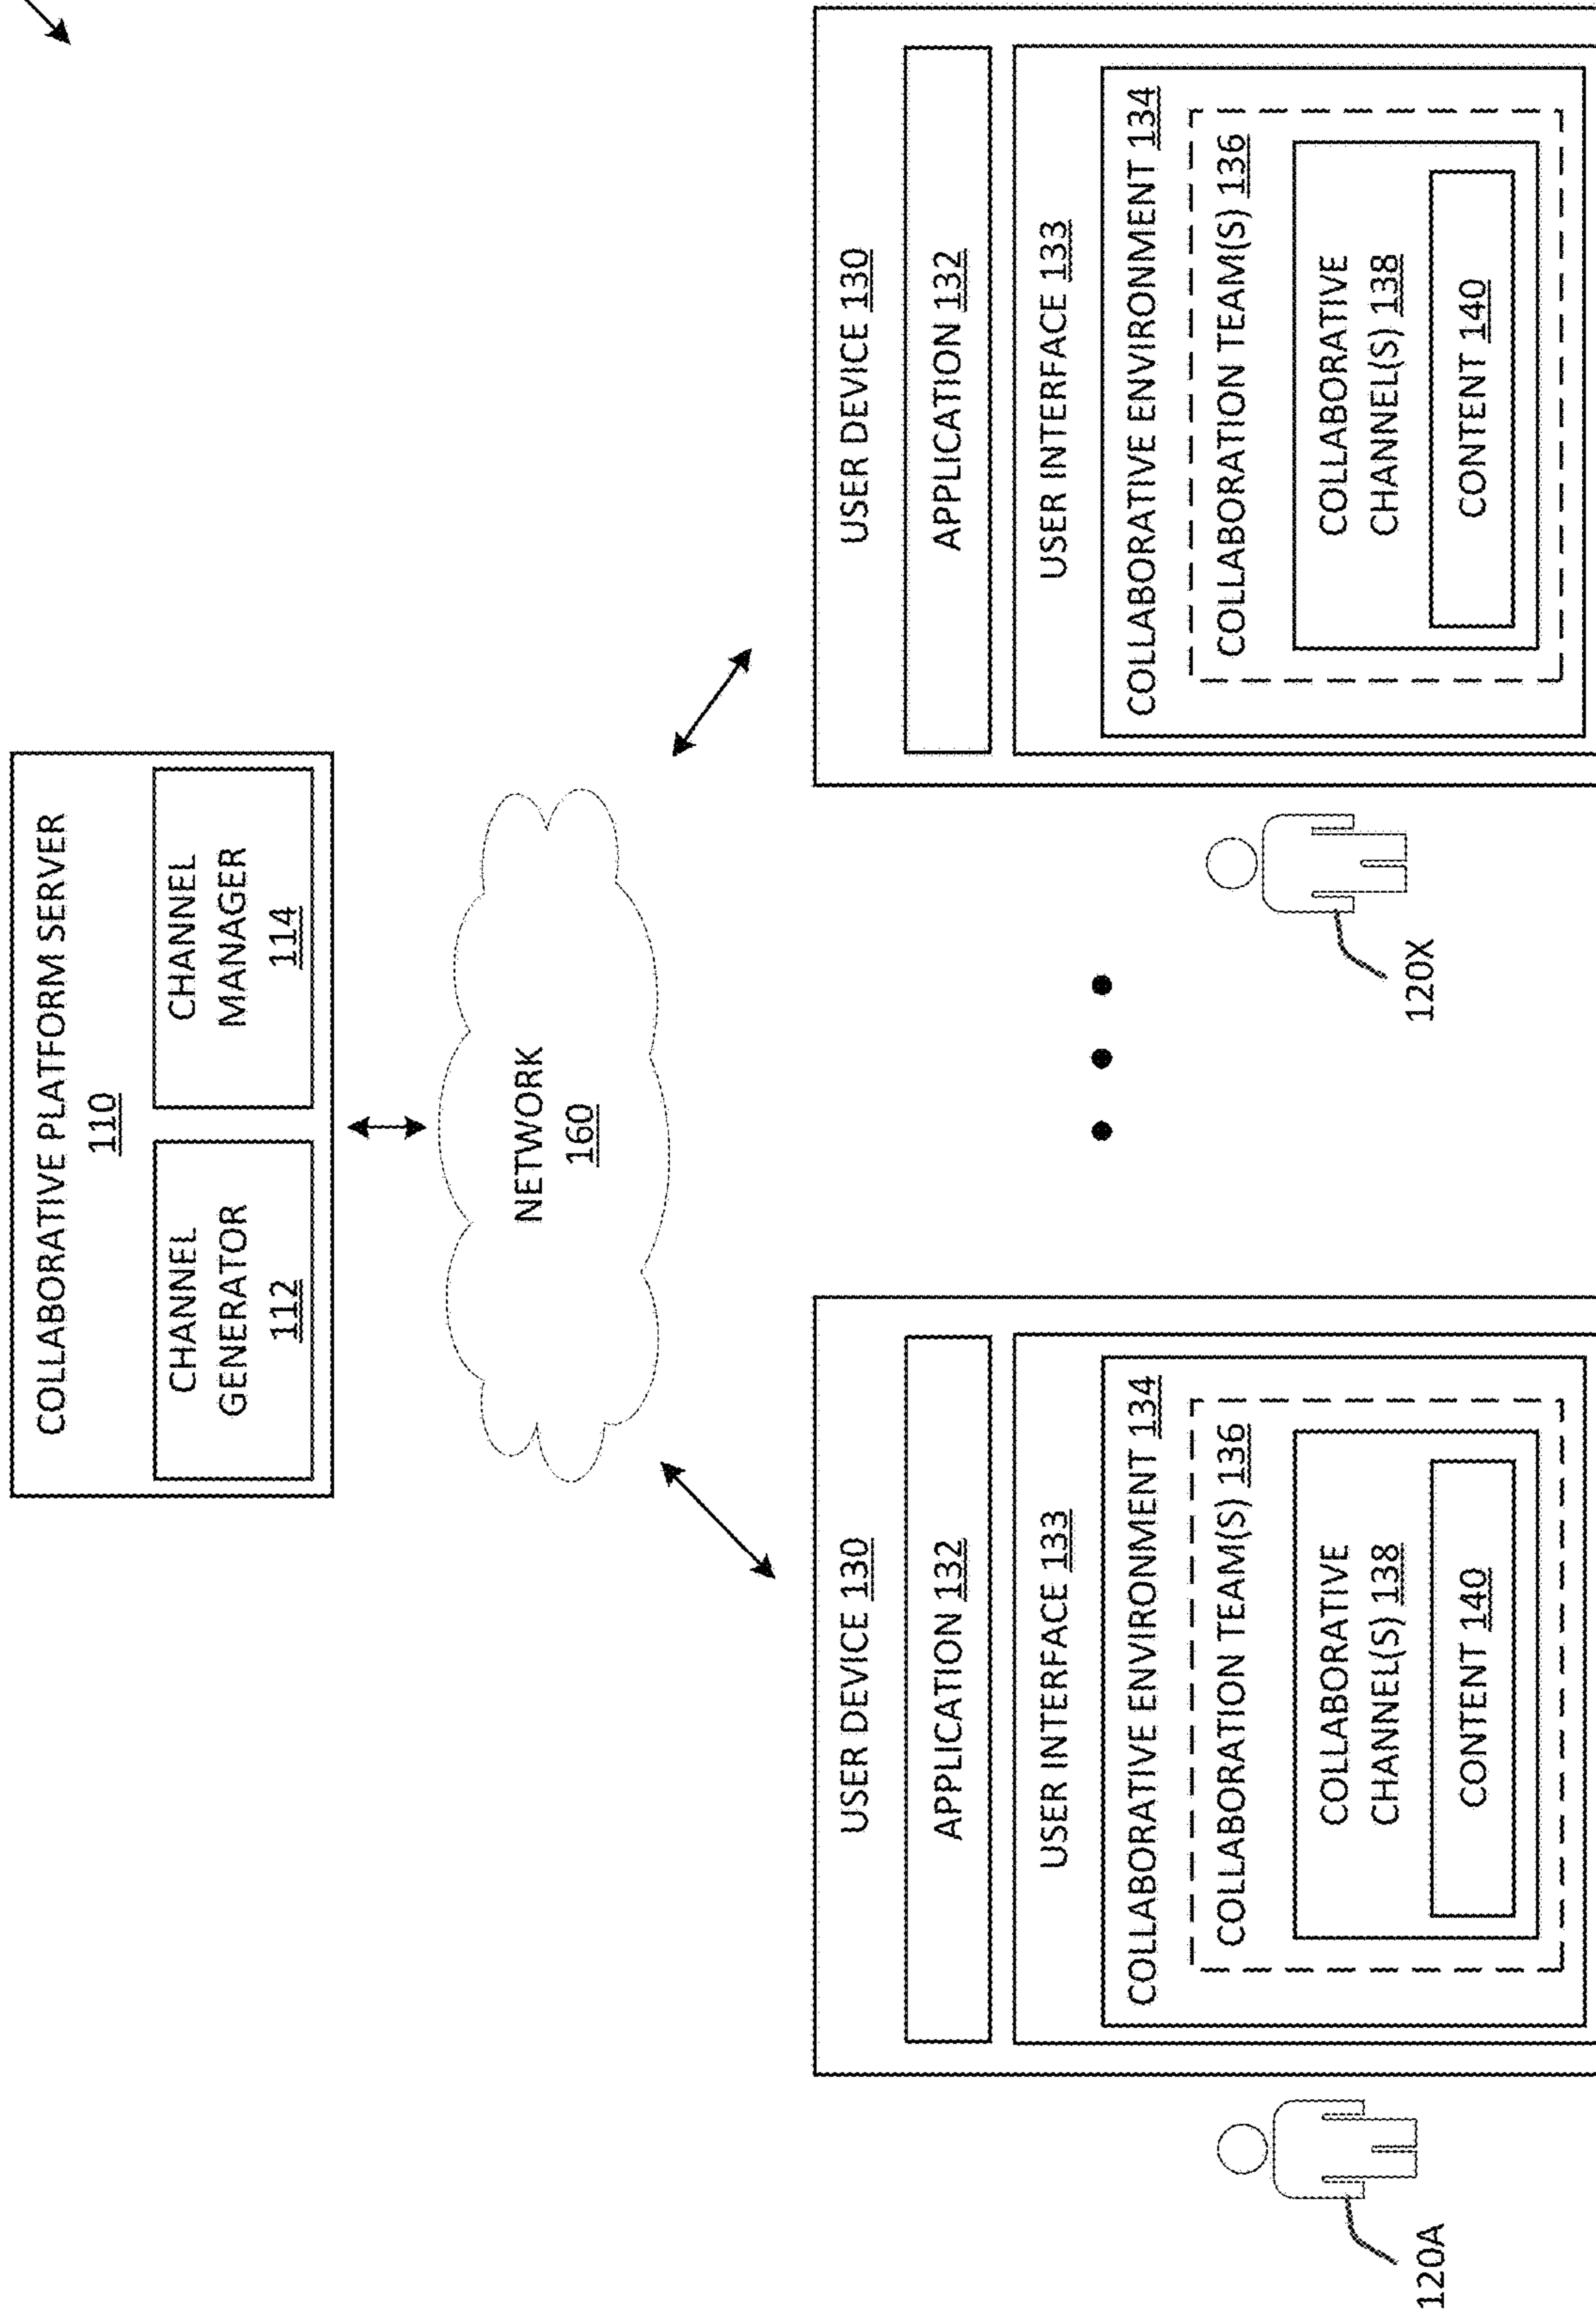 COLLABORATIVE PLATFORM SERVER
110
CHANNEL
GENERATOR
112
CHANNEL
MANAGER
114
NETWORK
160
USER DEVICE 130
APPLICATION 132
USER INTERFACE 133
COLLABORATIVE ENVIRONMENT 134
COLLABORATION TEAM(S) 136
COLLABORATIVE
CHANNEL(S) 138
CONTENT 140
120A
USER DEVICE 130
APPLICATION 132
USER INTERFACE 133
COLLABORATIVE ENVIRONMENT 134
COLLABORATION TEAM(S) 136
COLLABORATIVE
CHANNEL(S) 138
CONTENT 140
120X